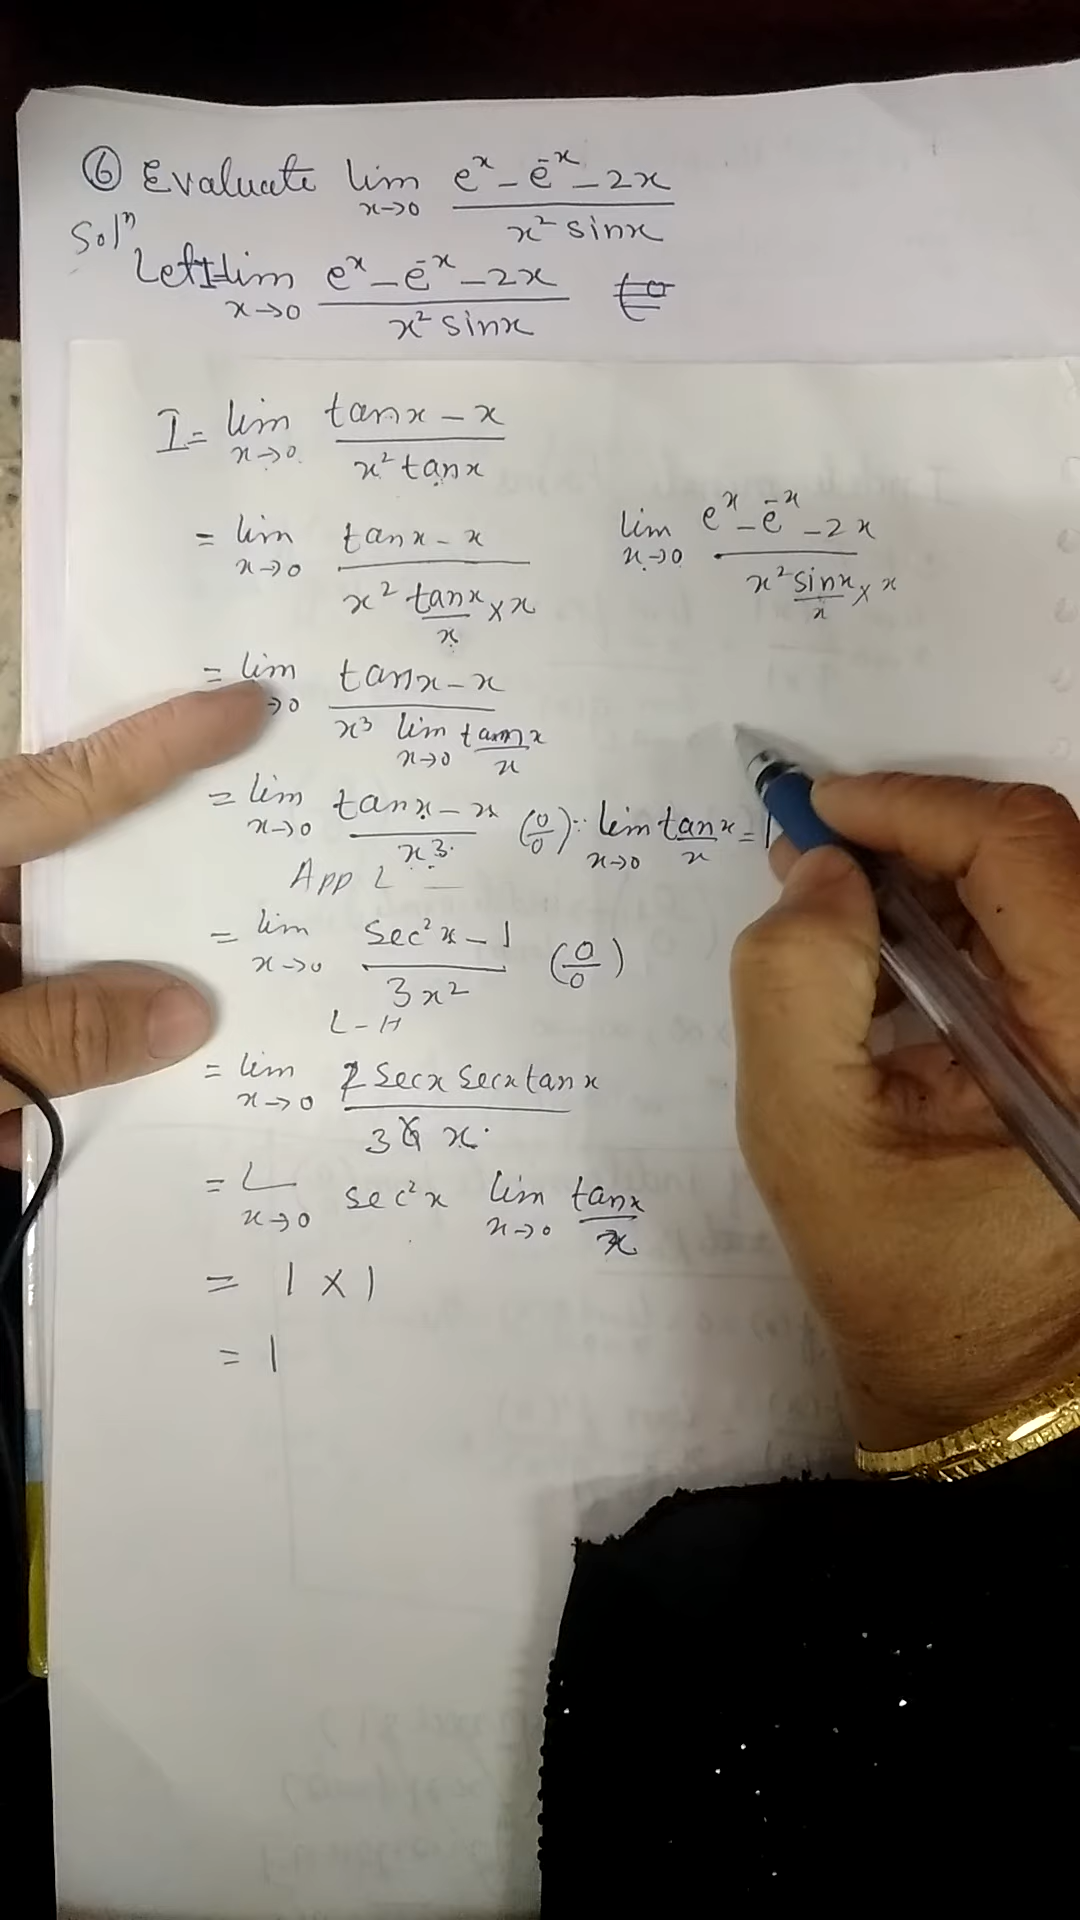 ⑥ Evaluate lim x→0 (e^x − e^-x − 2x) / (x² sinx)
Solⁿ
Let I = lim x→0 (e^x − e^-x − 2x) / (x² sinx)
I = lim x→0 (tanx − x) / (x² tanx)
= lim x→0 (tanx − x) / (x² (tanx / x) × x)
lim x→0 (e^x − e^-x − 2x) / (x² (sinx / x) × x)
= lim →0 (tanx − x) / (x³ lim x→0 (tanx / x))
= lim x→0 (tanx − x) / x³ (0/0) ∵ lim x→0 (tanx / x) = 1
App L
= lim x→0 (sec²x − 1) / (3x²) (0/0)
L-H
= lim x→0 (2 secx secx tanx) / (3 6 x)
= L x→0 sec²x lim x→0 (tanx / x)
= 1 × 1
= 1